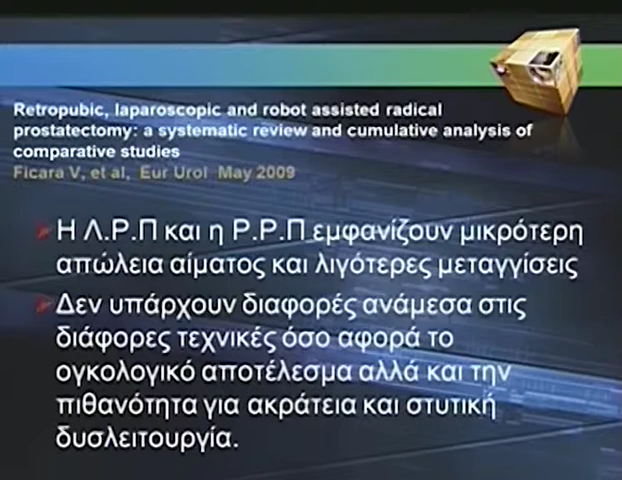 Retropubic, laparoscopic and robot assisted radical
prostatectomy: a systematic review and cumulative analysis of
comparative studies
Ficara V, et al, Eur Urol May 2009
Η Λ.Ρ.Π και η Ρ.Ρ.Π εμφανίζουν μικρότερη
απώλεια αίματος και λιγότερες μεταγγίσεις
Δεν υπάρχουν διαφορές ανάμεσα στις
διάφορες τεχνικές όσο αφορά το
ογκολογικό αποτέλεσμα αλλά και την
πιθανότητα για ακράτεια και στυτική
δυσλειτουργία.